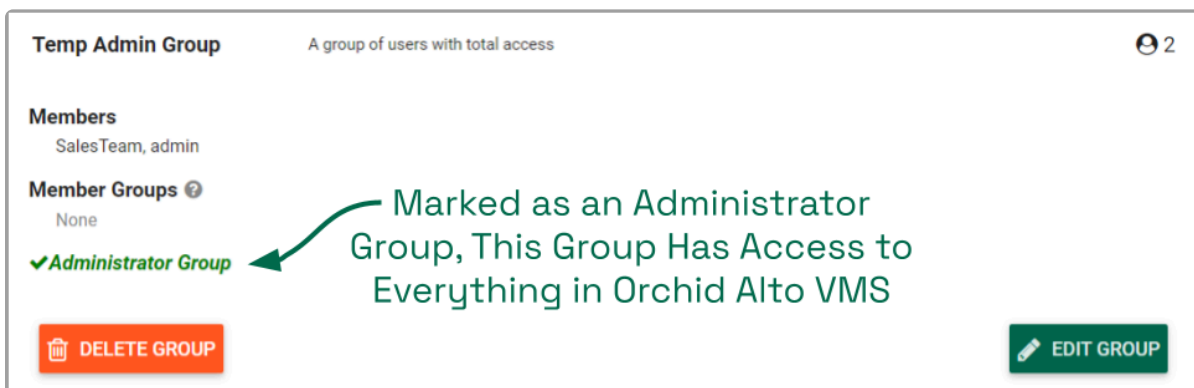 Temp Admin Group
A group of users with total access
2
Members
SalesTeam, admin
Member Groups
None
✔Administrator Group
Marked as an Administrator
Group, This Group Has Access to
Everything in Orchid Alto VMS
DELETE GROUP
EDIT GROUP